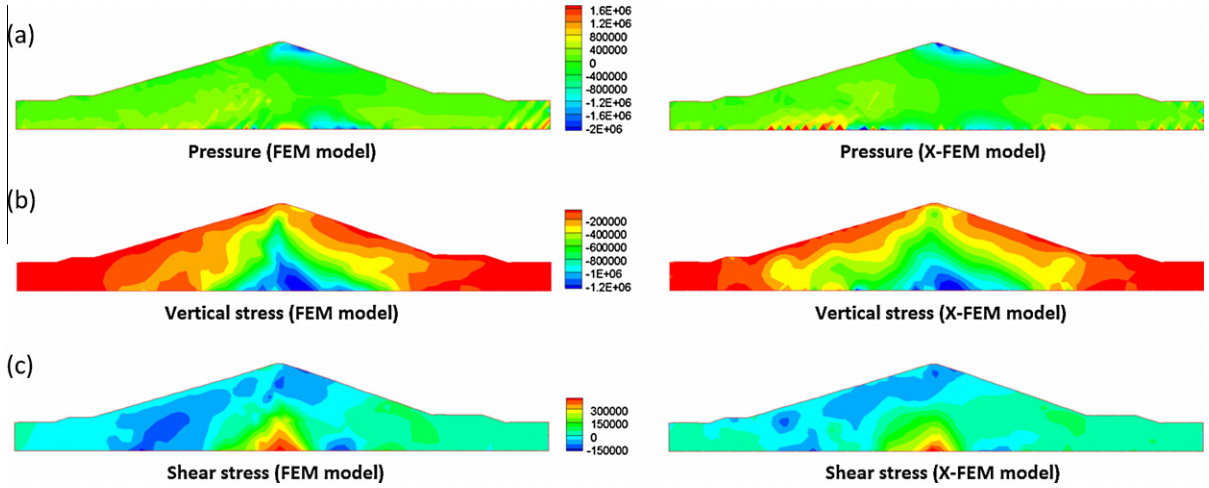 (a)
1.6E+06
1.2E+06
800000
400000
0
-400000
-800000
-1.2E+06
-1.6E+06
-2E+06
Pressure (FEM model)
Pressure (X-FEM model)
(b)
-200000
-400000
-600000
-800000
-1E+06
-1.2E+06
Vertical stress (FEM model)
Vertical stress (X-FEM model)
(c)
300000
150000
0
-150000
Shear stress (FEM model)
Shear stress (X-FEM model)